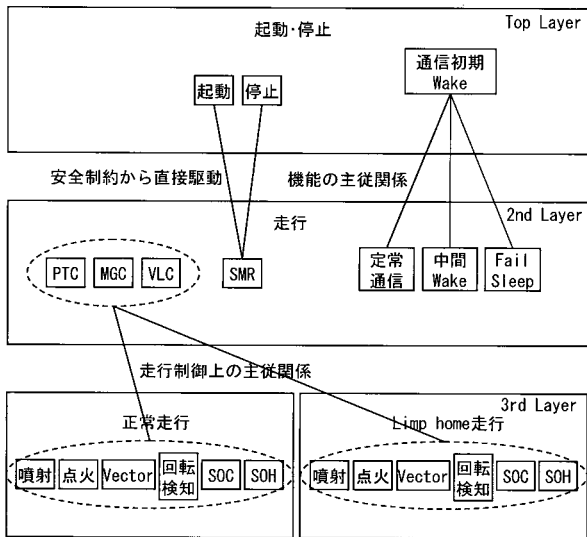 Top Layer
起動・停止
通信初期
Wake
起動
停止
安全制約から直接駆動
機能の主従関係
2nd Layer
走行
PTC
MGC
VLC
SMR
定常
通信
中間
Wake
Fail
Sleep
走行制御上の主従関係
3rd Layer
正常走行
Limp home走行
噴射
点火
Vector
回転
検知
SOC
SOH
噴射
点火
Vector
回転
検知
SOC
SOH